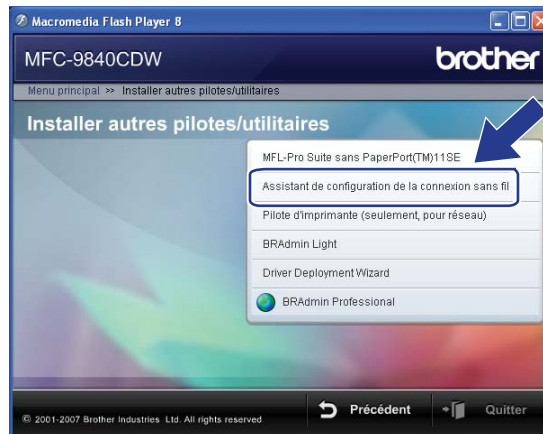 Macromedia Flash Player 8
MFC-9840CDW
brother
Menu principal >> Installer autres pilotes/utilitaires
Installer autres pilotes/utilitaires
MFL-Pro Suite sans PaperPort(TM)11SE
Assistant de configuration de la connexion sans fil
Pilote d'imprimante (seulement, pour réseau)
BRAdmin Light
Driver Deployment Wizard
BRAdmin Professional
© 2001-2007 Brother Industries Ltd. All rights reserved
Précédent
Quitter